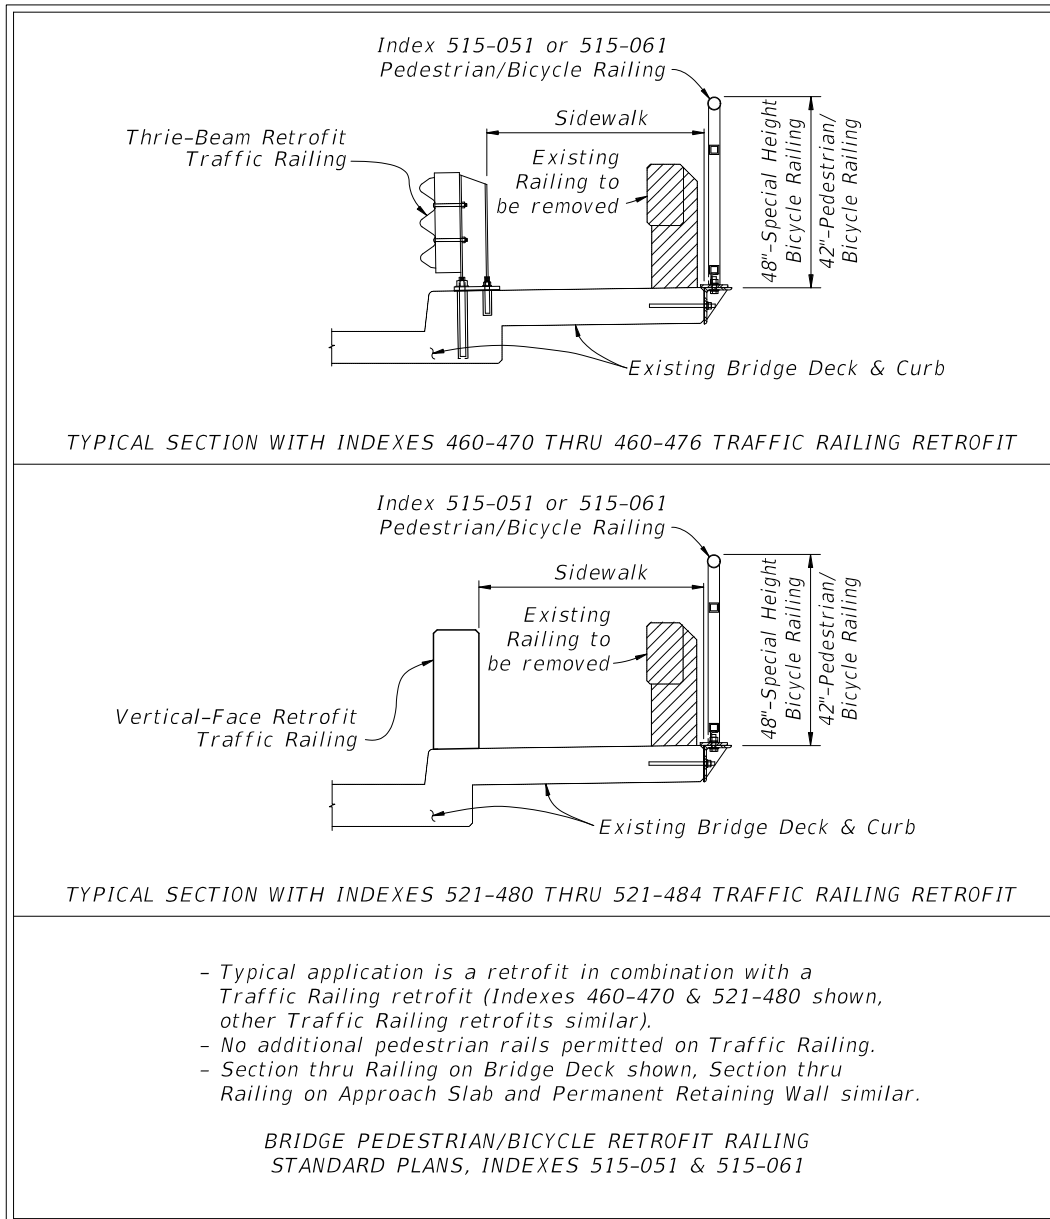 Index 515-051 or 515-061
Pedestrian/Bicycle Railing
Sidewalk
Thrie-Beam Retrofit
Traffic Railing
Existing
Railing to
be removed
48"-Special Height
Bicycle Railing
42"-Pedestrian/
Bicycle Railing
Existing Bridge Deck & Curb
TYPICAL SECTION WITH INDEXES 460-470 THRU 460-476 TRAFFIC RAILING RETROFIT
Index 515-051 or 515-061
Pedestrian/Bicycle Railing
Sidewalk
Existing
Railing to
be removed
48"-Special Height
Bicycle Railing
42"-Pedestrian/
Bicycle Railing
Vertical-Face Retrofit
Traffic Railing
Existing Bridge Deck & Curb
TYPICAL SECTION WITH INDEXES 521-480 THRU 521-484 TRAFFIC RAILING RETROFIT
- Typical application is a retrofit in combination with a
Traffic Railing retrofit (Indexes 460-470 & 521-480 shown,
other Traffic Railing retrofits similar).
- No additional pedestrian rails permitted on Traffic Railing.
- Section thru Railing on Bridge Deck shown, Section thru
Railing on Approach Slab and Permanent Retaining Wall similar.
BRIDGE PEDESTRIAN/BICYCLE RETROFIT RAILING
STANDARD PLANS, INDEXES 515-051 & 515-061